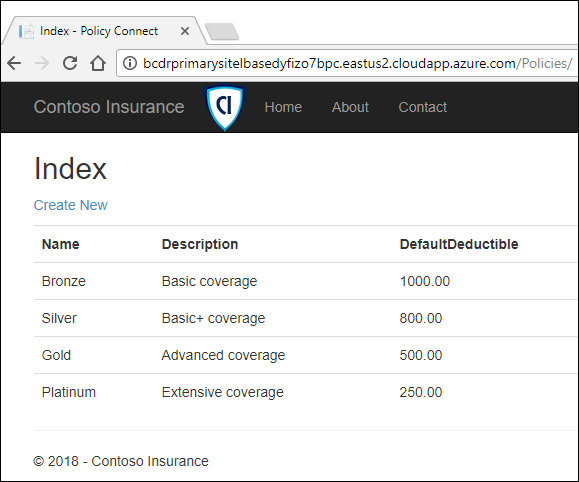 Index - Policy Connect
bcdrprimarysitelbasedyfizo7bpc.eastus2.cloudapp.azure.com/Policies/
Contoso Insurance CI Home About Contact
Index
Create New
Name Description DefaultDeductible
Bronze Basic coverage 1000.00
Silver Basic+ coverage 800.00
Gold Advanced coverage 500.00
Platinum Extensive coverage 250.00
© 2018 - Contoso Insurance